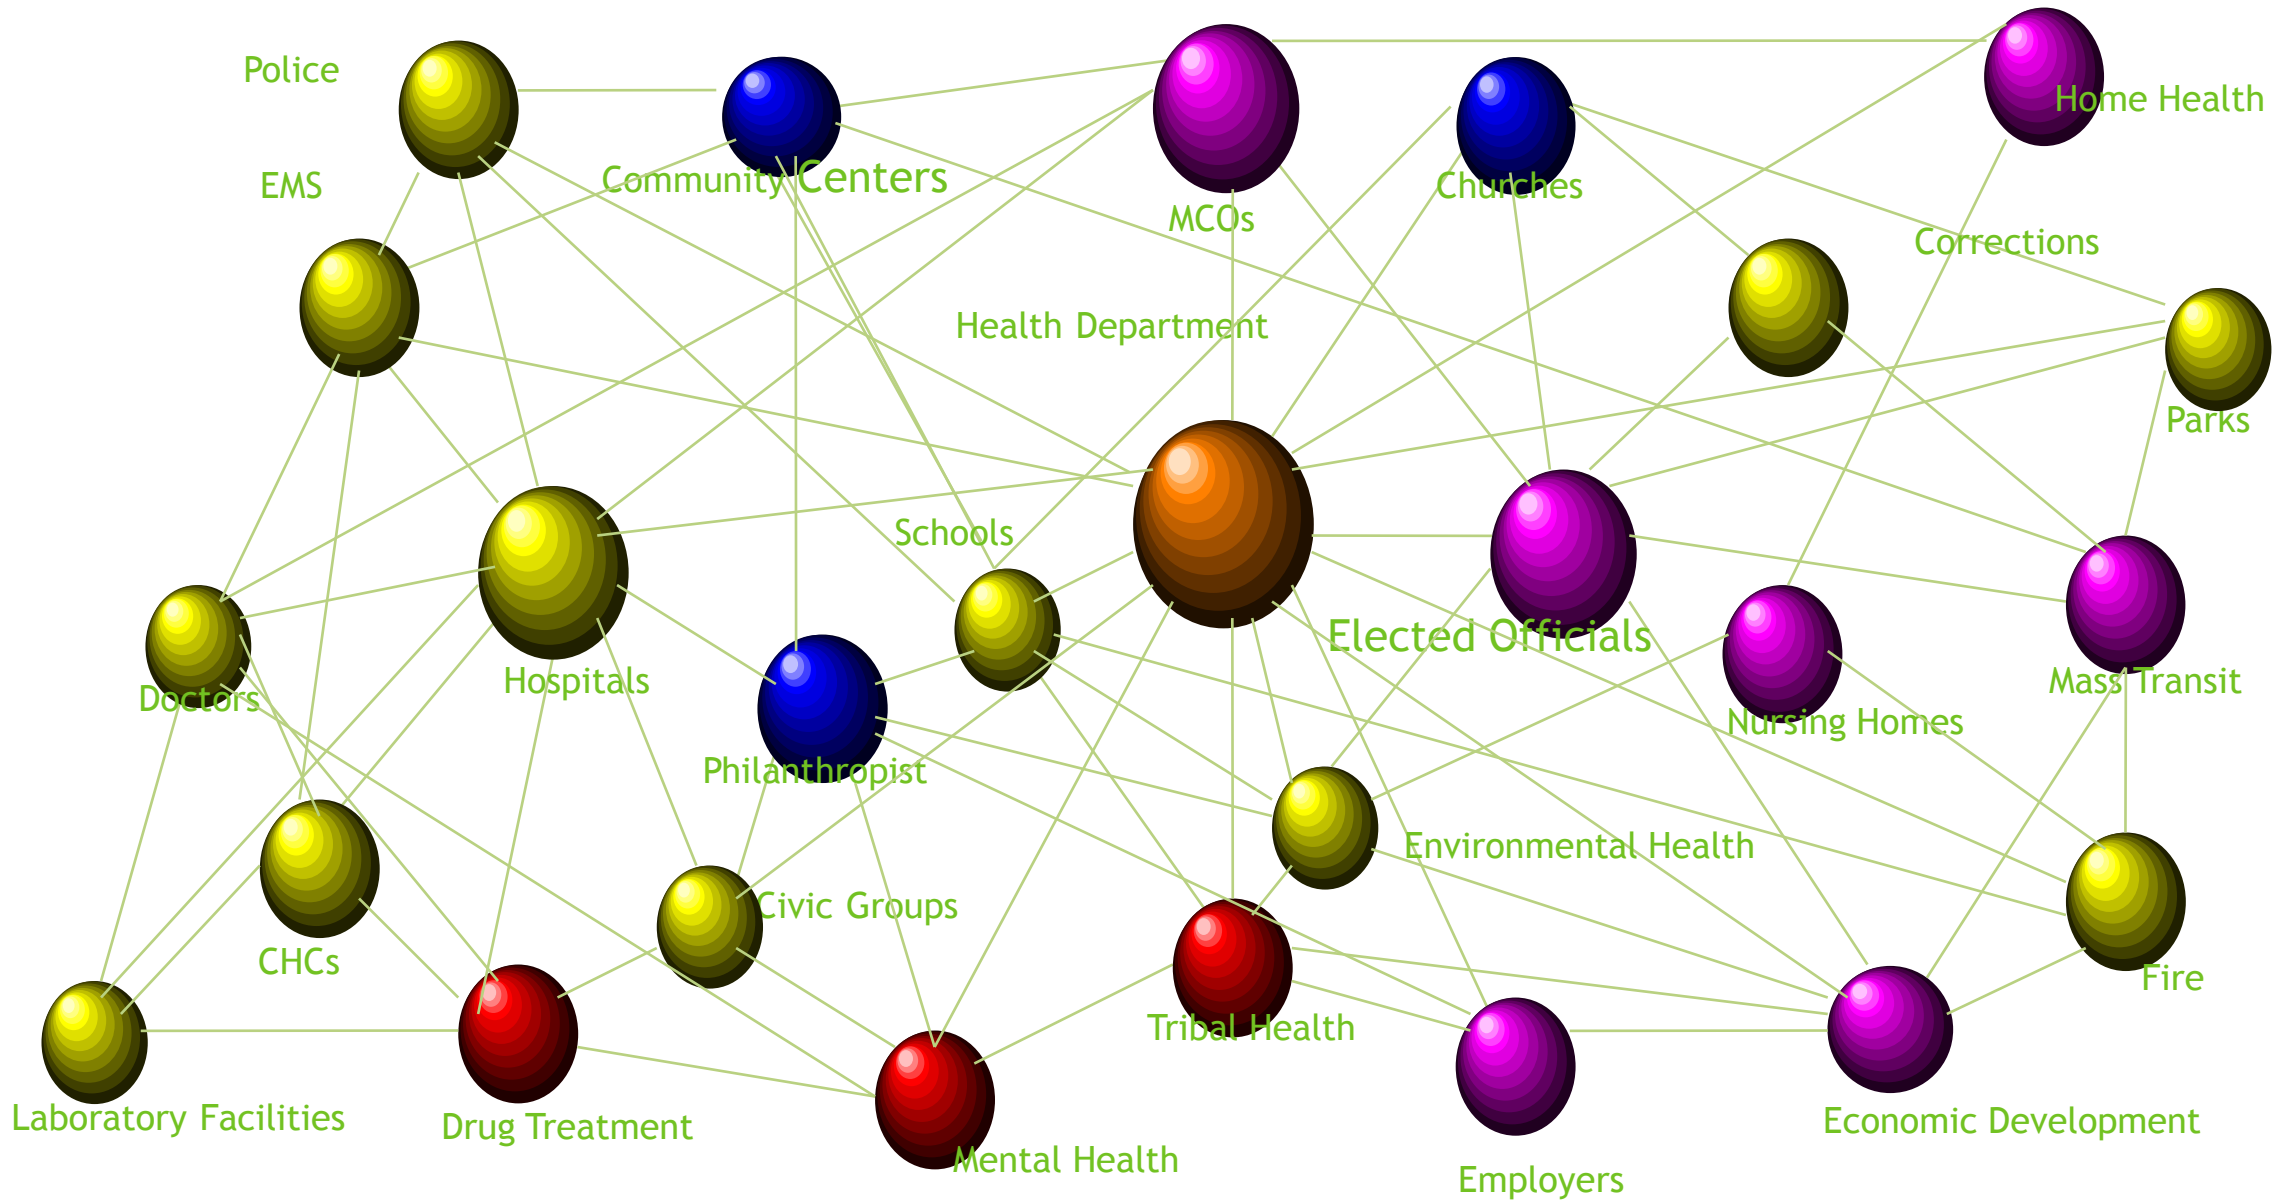 Police
Home Health
Community Centers
EMS
Churches
MCOs
Corrections
Health Department
Parks
Schools
Elected Officials
Hospitals
Mass Transit
Doctors
Nursing Homes
Philanthropist
Environmental Health
Civic Groups
CHCs
Fire
Tribal Health
Laboratory Facilities
Drug Treatment
Economic Development
Mental Health
Employers